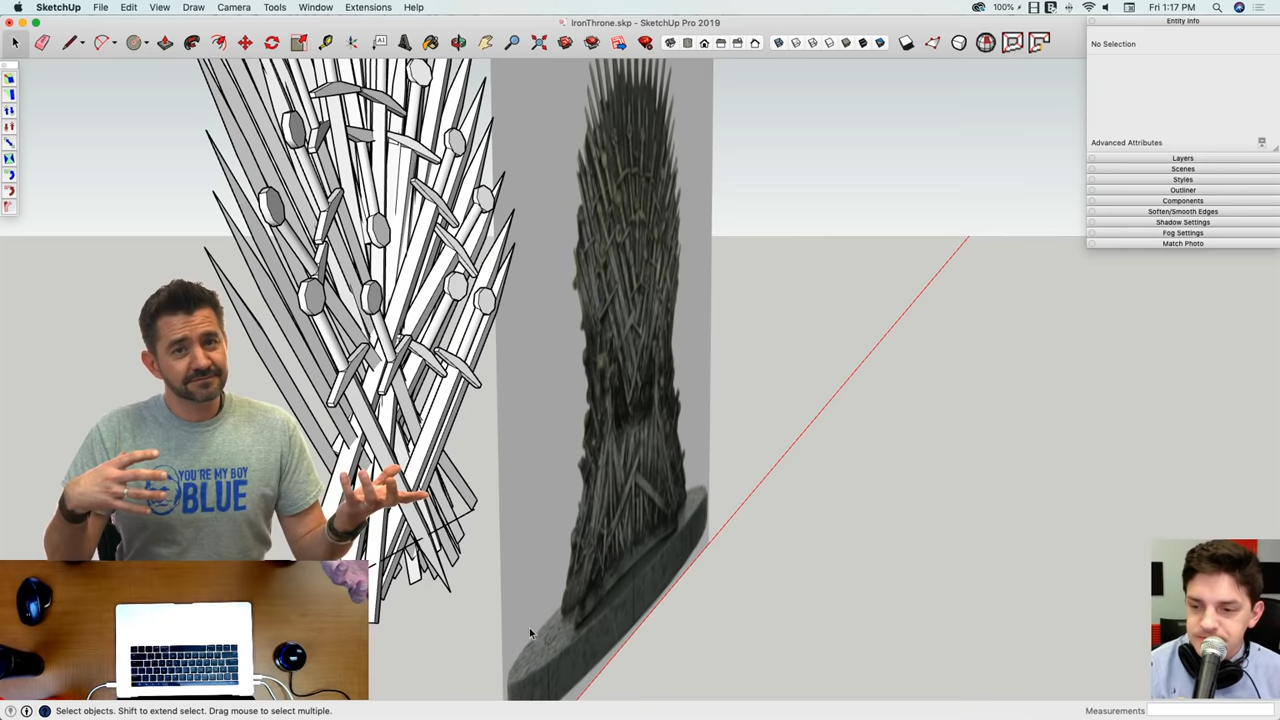 SketchUp File Edit View Draw Camera Tools Window Extensions Help
100% Fri 1:17 PM
IronThrone.skp - SketchUp Pro 2019
Entity Info
No Selection
Advanced Attributes
Layers
Scenes
Styles
Outliner
Components
Soften/Smooth Edges
Shadow Settings
Fog Settings
Match Photo
YOU'RE MY BOY
BLUE
Select objects. Shift to extend select. Drag mouse to select multiple.
Measurements